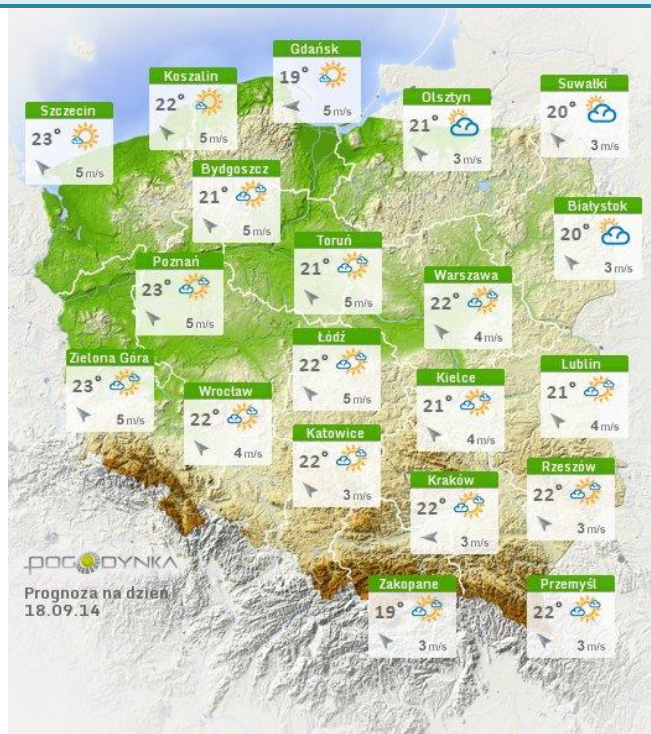 Gdańsk
19°
5 m/s
Koszalin
22°
5 m/s
Szczecin
23°
5 m/s
Olsztyn
21°
3 m/s
Suwałki
20°
3 m/s
Bydgoszcz
21°
5 m/s
Białystok
20°
3 m/s
Toruń
21°
5 m/s
Poznań
23°
5 m/s
Warszawa
22°
4 m/s
Łódź
22°
5 m/s
Zielona Góra
23°
5 m/s
Wrocław
22°
4 m/s
Kielce
21°
4 m/s
Lublin
21°
4 m/s
Katowice
22°
3 m/s
Kraków
22°
3 m/s
Rzeszów
22°
3 m/s
POGODYNKA
Prognoza na dzień
18.09.14
Zakopane
19°
3 m/s
Przemyśl
22°
3 m/s